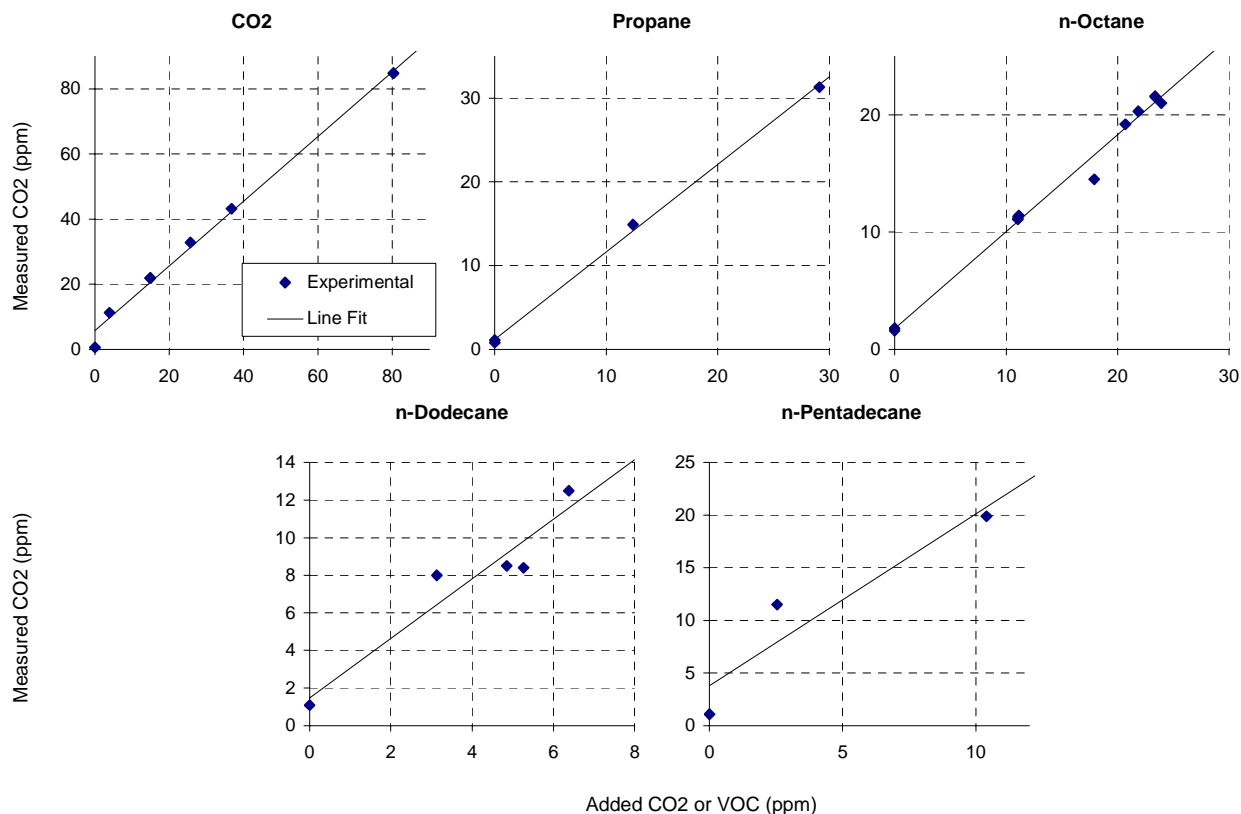 CO2
Propane
n-Octane
Measured CO2 (ppm)
80
60
40
20
0
0 20 40 60 80
Experimental
Line Fit
30
20
10
0
0 10 20 30
20
10
0
0 10 20 30
n-Dodecane
n-Pentadecane
Measured CO2 (ppm)
14
12
10
8
6
4
2
0
0 2 4 6 8
25
20
15
10
5
0
0 5 10
Added CO2 or VOC (ppm)